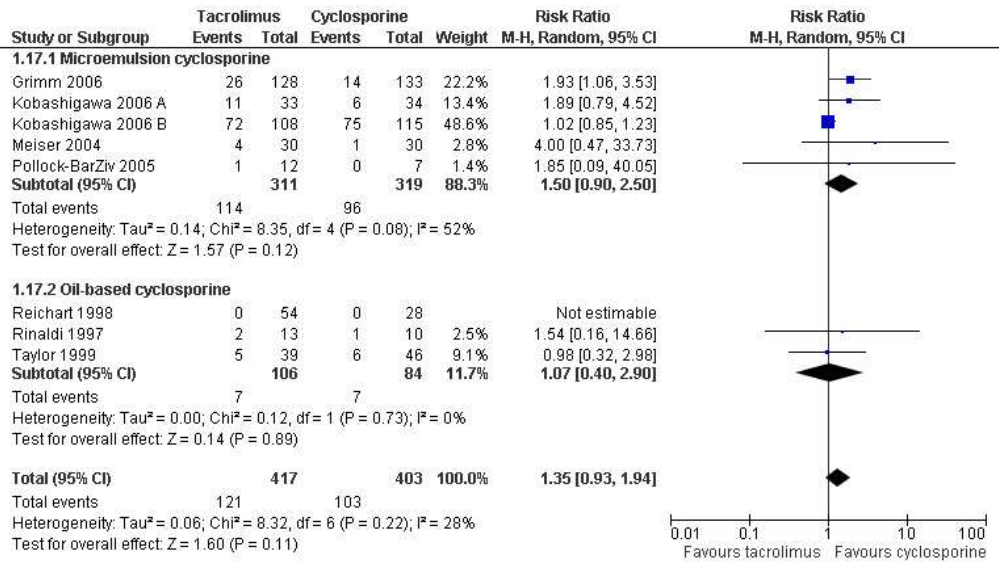 Tacrolimus Cyclosporine Risk Ratio Risk Ratio
Study or Subgroup Events Total Events Total Weight M-H, Random, 95% CI M-H, Random, 95% CI
1.17.1 Microemulsion cyclosporine
Grimm 2006 26 128 14 133 22.2% 1.93 [1.06, 3.53]
Kobashigawa 2006 A 11 33 6 34 13.4% 1.89 [0.79, 4.52]
Kobashigawa 2006 B 72 108 75 115 48.6% 1.02 [0.85, 1.23]
Meiser 2004 4 30 1 30 2.8% 4.00 [0.47, 33.73]
Pollock-BarZiv 2005 1 12 0 7 1.4% 1.85 [0.09, 40.05]
Subtotal (95% CI) 311 319 88.3% 1.50 [0.90, 2.50]
Total events 114 96
Heterogeneity: Tau² = 0.14; Chi² = 8.35, df = 4 (P = 0.08); I² = 52%
Test for overall effect: Z = 1.57 (P = 0.12)
1.17.2 Oil-based cyclosporine
Reichart 1998 0 54 0 28 Not estimable
Rinaldi 1997 2 13 1 10 2.5% 1.54 [0.16, 14.66]
Taylor 1999 5 39 6 46 9.1% 0.98 [0.32, 2.98]
Subtotal (95% CI) 106 84 11.7% 1.07 [0.40, 2.90]
Total events 7 7
Heterogeneity: Tau² = 0.00; Chi² = 0.12, df = 1 (P = 0.73); I² = 0%
Test for overall effect: Z = 0.14 (P = 0.89)
Total (95% CI) 417 403 100.0% 1.35 [0.93, 1.94]
Total events 121 103
Heterogeneity: Tau² = 0.06; Chi² = 8.32, df = 6 (P = 0.22); I² = 28%
Test for overall effect: Z = 1.60 (P = 0.11)
0.01 0.1 1 10 100
Favours tacrolimus Favours cyclosporine